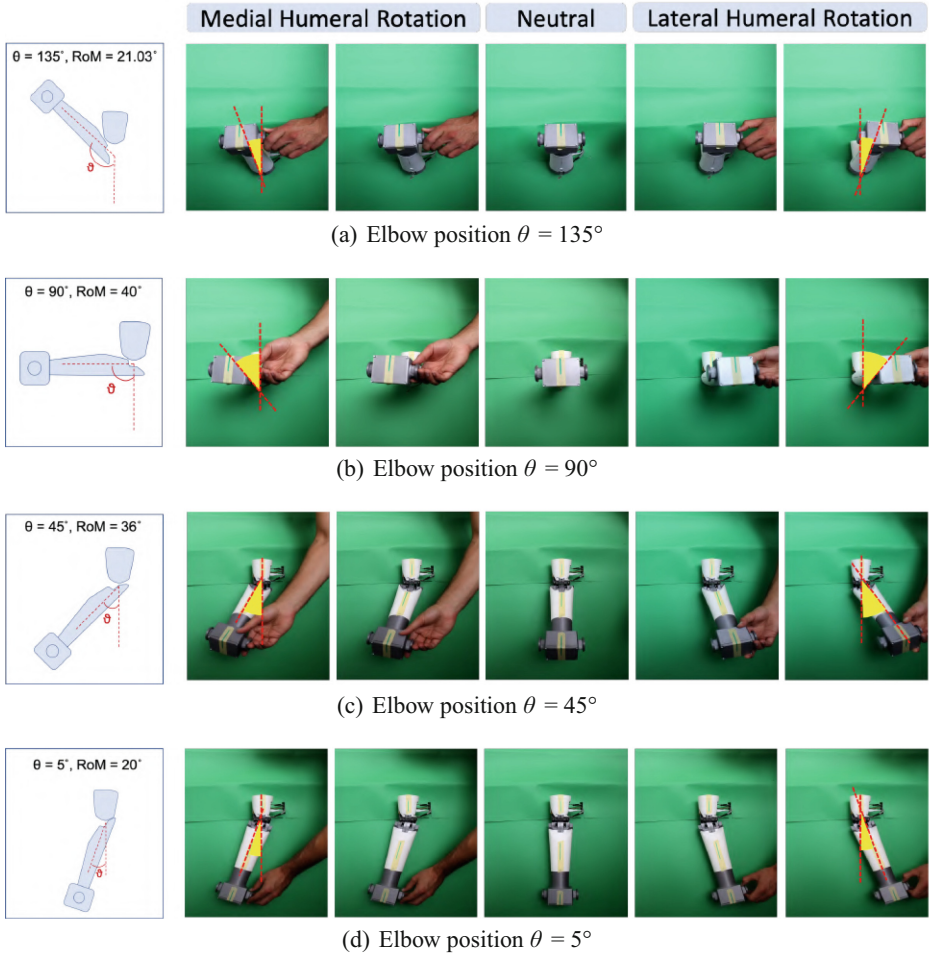 Medial Humeral Rotation Neutral Lateral Humeral Rotation
θ = 135˚, RoM = 21.03˚
ϑ
(a) Elbow position θ = 135°
θ = 90˚, RoM = 40˚
ϑ
(b) Elbow position θ = 90°
θ = 45˚, RoM = 36˚
ϑ
(c) Elbow position θ = 45°
θ = 5˚, RoM = 20˚
ϑ
(d) Elbow position θ = 5°